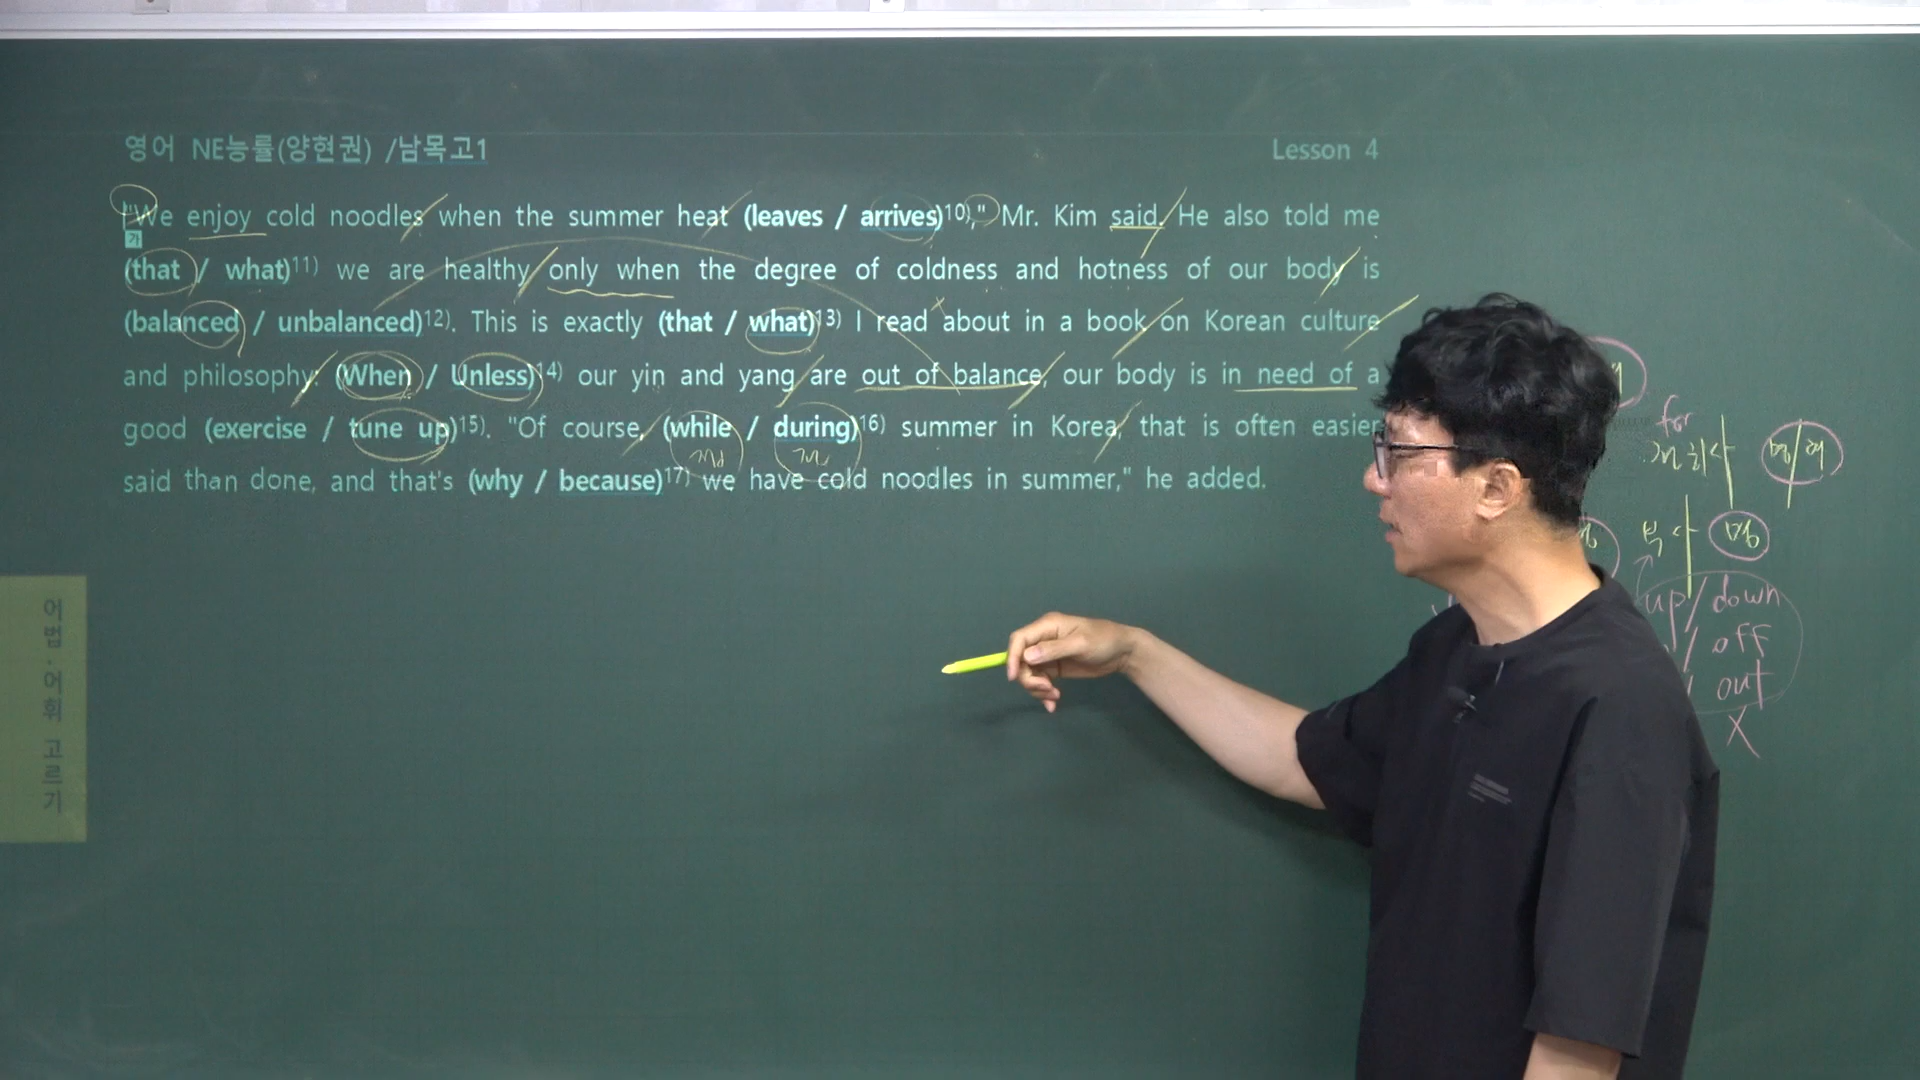 영어 NE능률(양현권) /남목고1
Lesson 4
"We enjoy cold noodles when the summer heat (leaves / arrives)10)," Mr. Kim said. He also told me
(that / what)11) we are healthy only when the degree of coldness and hotness of our body is
(balanced / unbalanced)12). This is exactly (that / what)13) I read about in a book on Korean culture
and philosophy: (When / Unless)14) our yin and yang are out of balance, our body is in need of a
good (exercise / tune up)15). "Of course, (while / during)16) summer in Korea, that is often easier
said than done, and that's (why / because)17) we have cold noodles in summer," he added.
어법·어휘 고르기
for
전치사
부사 명
up / down
/ off
/ out
X